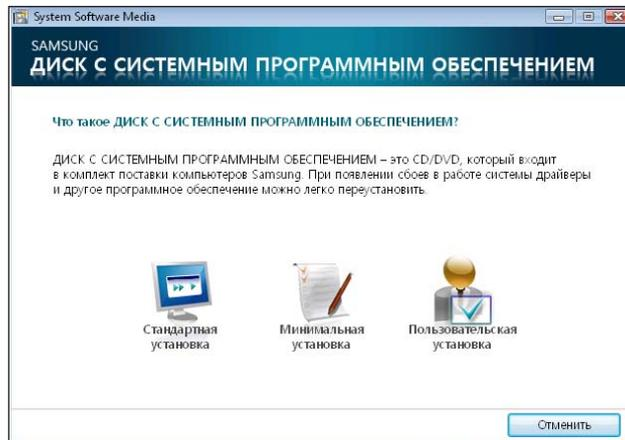 System Software Media
SAMSUNG
ДИСК С СИСТЕМНЫМ ПРОГРАММНЫМ ОБЕСПЕЧЕНИЕМ
Что такое ДИСК С СИСТЕМНЫМ ПРОГРАММНЫМ ОБЕСПЕЧЕНИЕМ?
ДИСК С СИСТЕМНЫМ ПРОГРАММНЫМ ОБЕСПЕЧЕНИЕМ – это CD/DVD, который входит
в комплект поставки компьютеров Samsung. При появлении сбоев в работе системы драйверы
и другое программное обеспечение можно легко переустановить.
Стандартная
установка
Минимальная
установка
Пользовательская
установка
Отменить